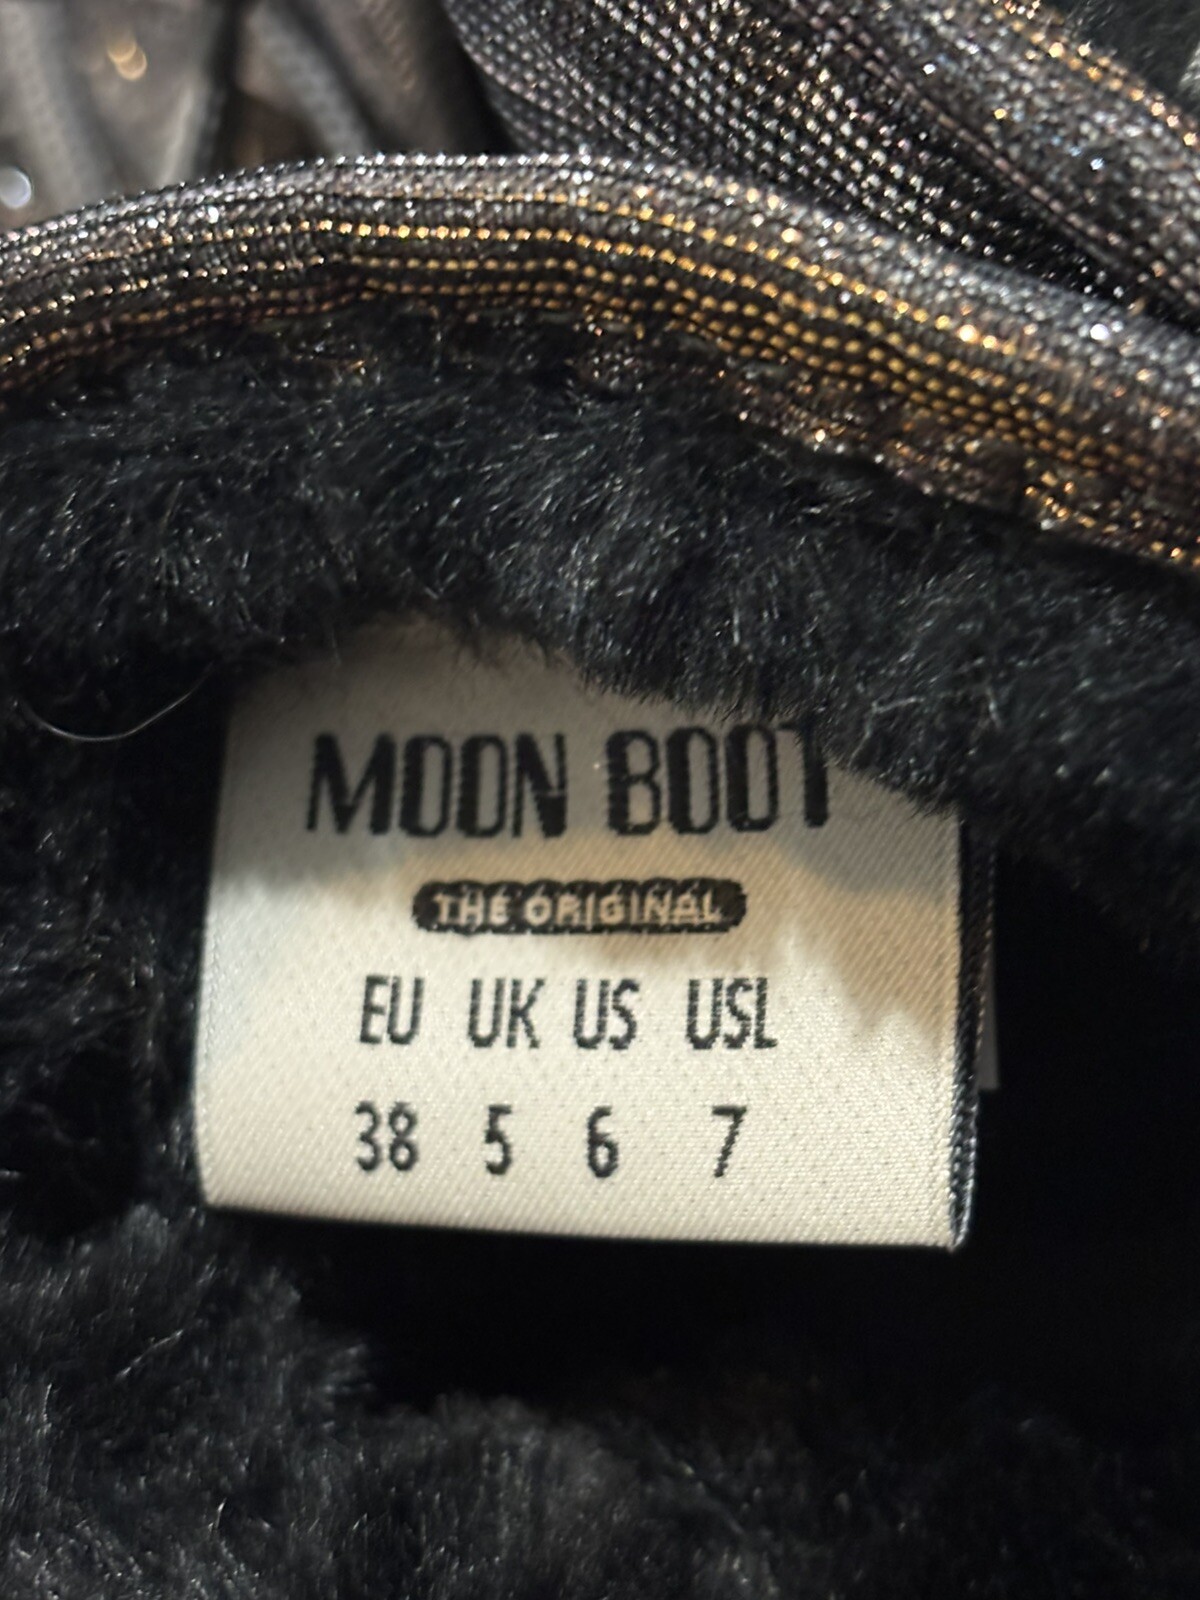 MOON BOOT
THE ORIGINAL
EU UK US USL
38 5 6 7